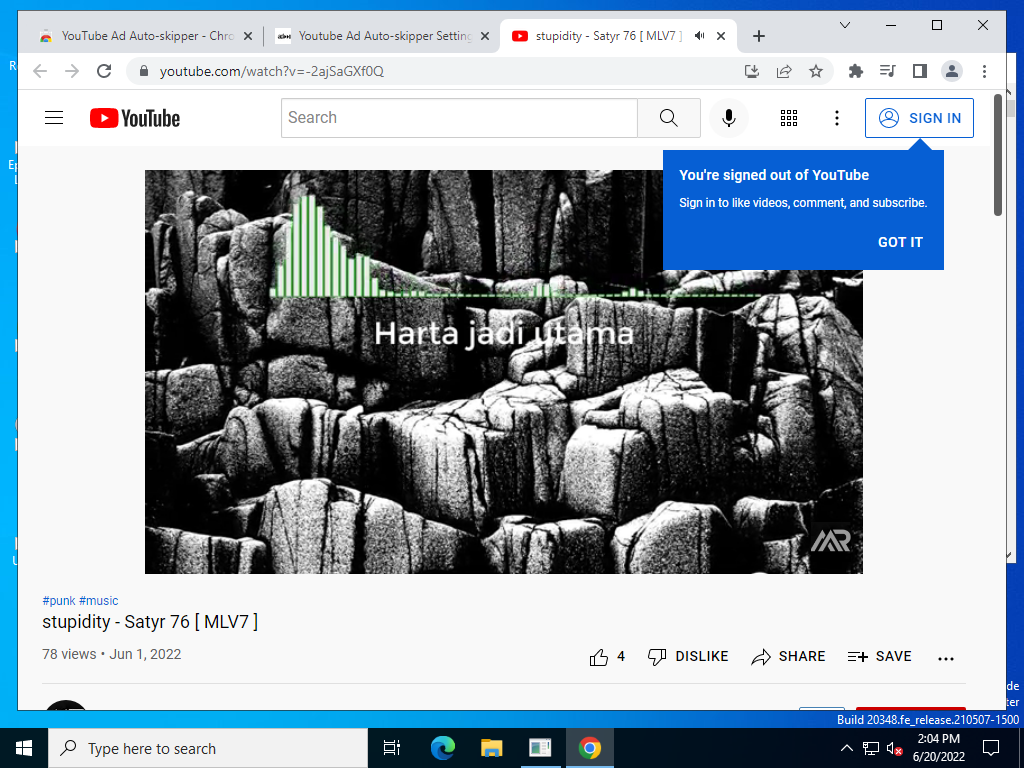 YouTube Ad Auto-skipper - Chro
Youtube Ad Auto-skipper Setting
stupidity - Satyr 76 [ MLV7 ]
youtube.com/watch?v=-2ajSaGXf0Q
YouTube
Search
SIGN IN
You're signed out of YouTube
Sign in to like videos, comment, and subscribe.
GOT IT
Harta jadi utama
#punk #music
stupidity - Satyr 76 [ MLV7 ]
78 views • Jun 1, 2022
4
DISLIKE
SHARE
SAVE
Build 20348.fe_release.210507-1500
Type here to search
2:04 PM
6/20/2022